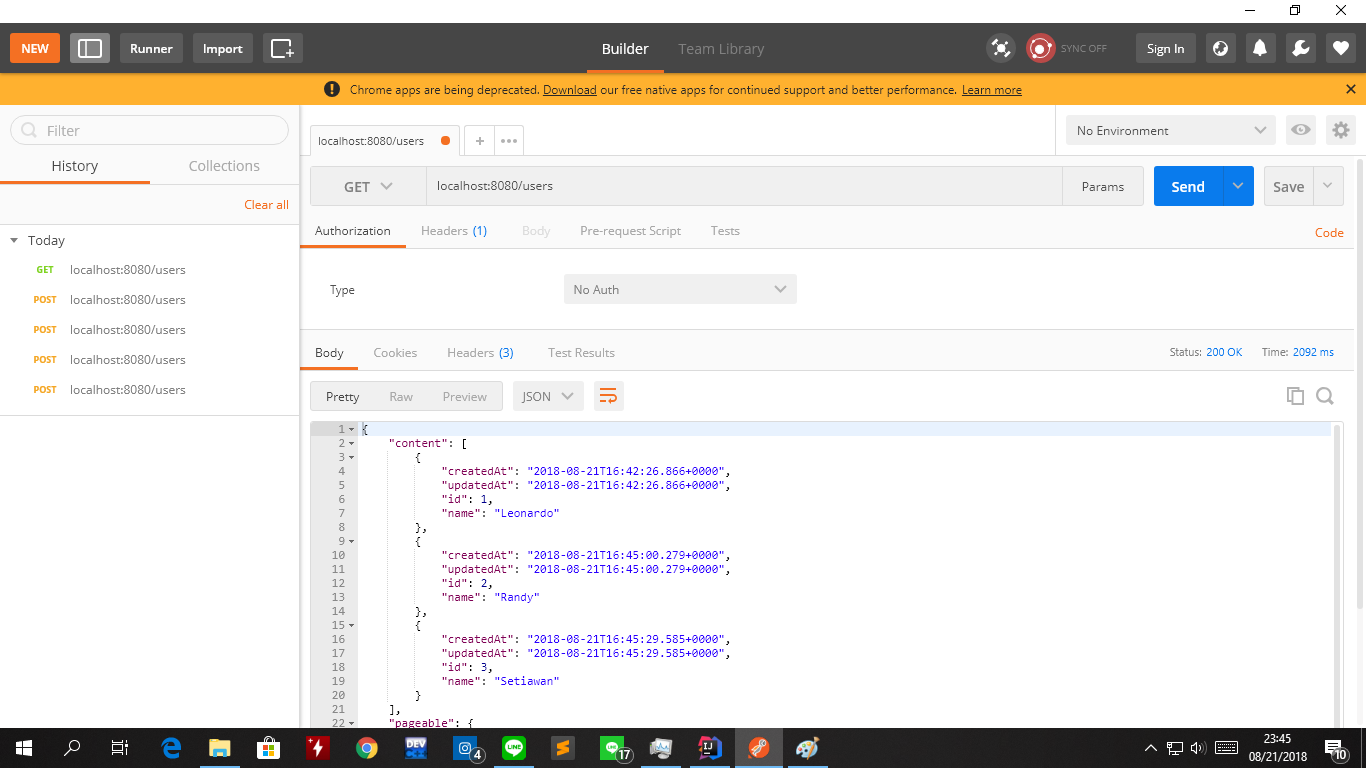 NEW Runner Import Builder Team Library SYNC OFF Sign In
Chrome apps are being deprecated. Download our free native apps for continued support and better performance. Learn more
Filter
History Collections
Clear all
Today
GET localhost:8080/users
POST localhost:8080/users
POST localhost:8080/users
POST localhost:8080/users
POST localhost:8080/users
localhost:8080/users + ••• No Environment
GET localhost:8080/users Params Send Save
Authorization Headers (1) Body Pre-request Script Tests Code
Type No Auth
Body Cookies Headers (3) Test Results Status: 200 OK Time: 2092 ms
Pretty Raw Preview JSON
1 {
2 "content": [
3 {
4 "createdAt": "2018-08-21T16:42:26.866+0000",
5 "updatedAt": "2018-08-21T16:42:26.866+0000",
6 "id": 1,
7 "name": "Leonardo"
8 },
9 {
10 "createdAt": "2018-08-21T16:45:00.279+0000",
11 "updatedAt": "2018-08-21T16:45:00.279+0000",
12 "id": 2,
13 "name": "Randy"
14 },
15 {
16 "createdAt": "2018-08-21T16:45:29.585+0000",
17 "updatedAt": "2018-08-21T16:45:29.585+0000",
18 "id": 3,
19 "name": "Setiawan"
20 }
21 ],
22 "pageable": {
DEV 4 LINE LINE 17 IJ 23:45
08/21/2018 10